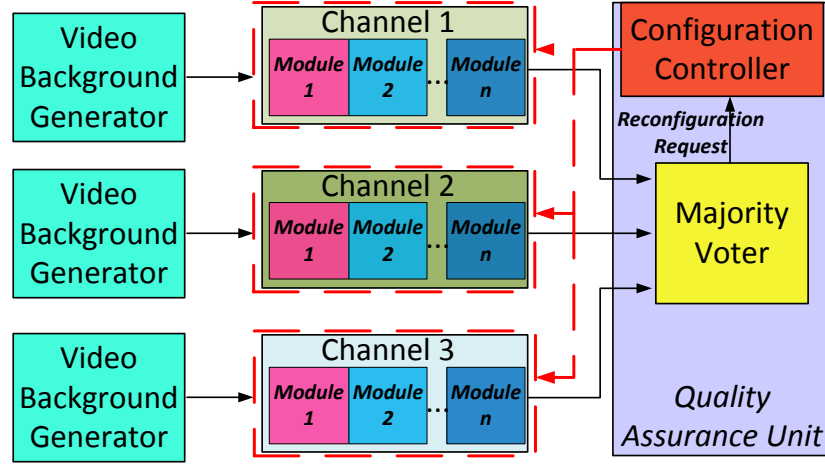 Video
Background
Generator
Channel 1
Module
1
Module
2
...
Module
n
Configuration
Controller
Reconfiguration
Request
Video
Background
Generator
Channel 2
Module
1
Module
2
...
Module
n
Majority
Voter
Video
Background
Generator
Channel 3
Module
1
Module
2
...
Module
n
Quality
Assurance Unit